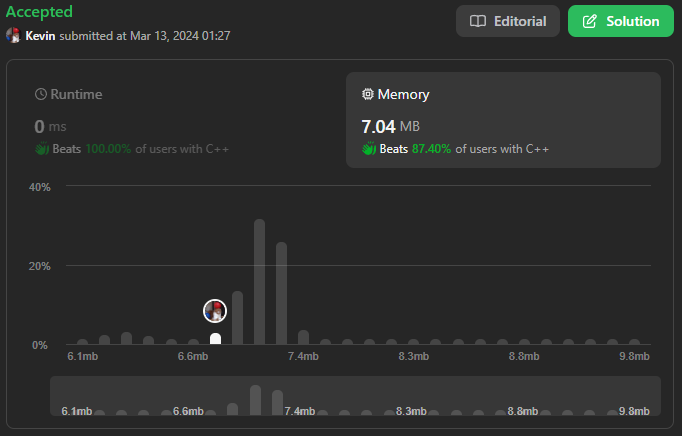 Accepted
Editorial
Solution
Kevin submitted at Mar 13, 2024 01:27
Runtime
0 ms
Beats 100.00% of users with C++
Memory
7.04 MB
Beats 87.40% of users with C++
40%
20%
0%
6.1mb 6.6mb 7.4mb 8.3mb 8.8mb 9.8mb
6.1mb 6.6mb 7.4mb 8.3mb 8.8mb 9.8mb